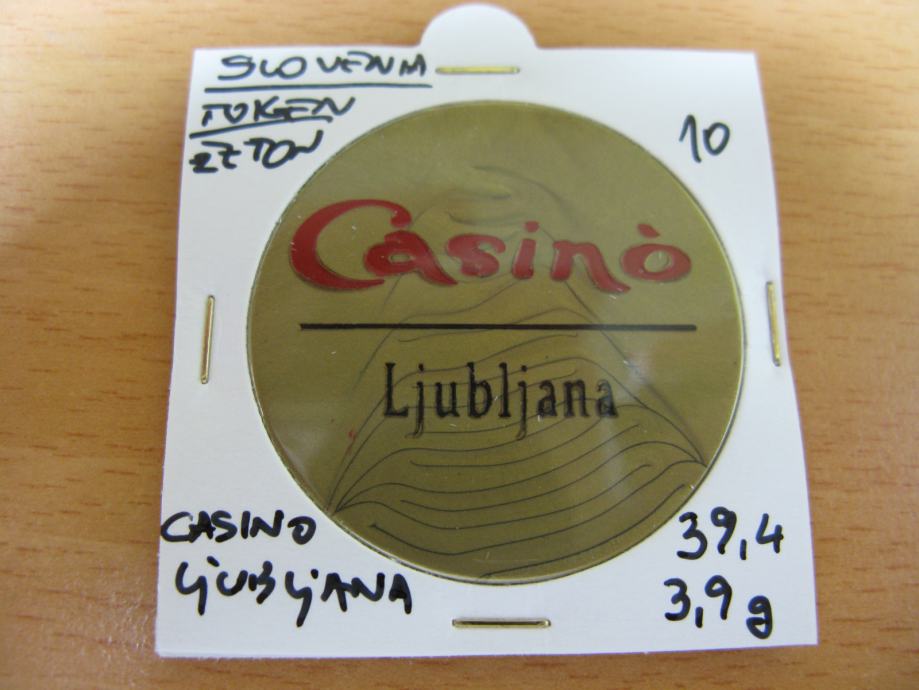 SLOVENIA
TOKEN
ŽETON
10
Casinò
Ljubljana
CASINO
LJUBLJANA
39,4
3,9 g